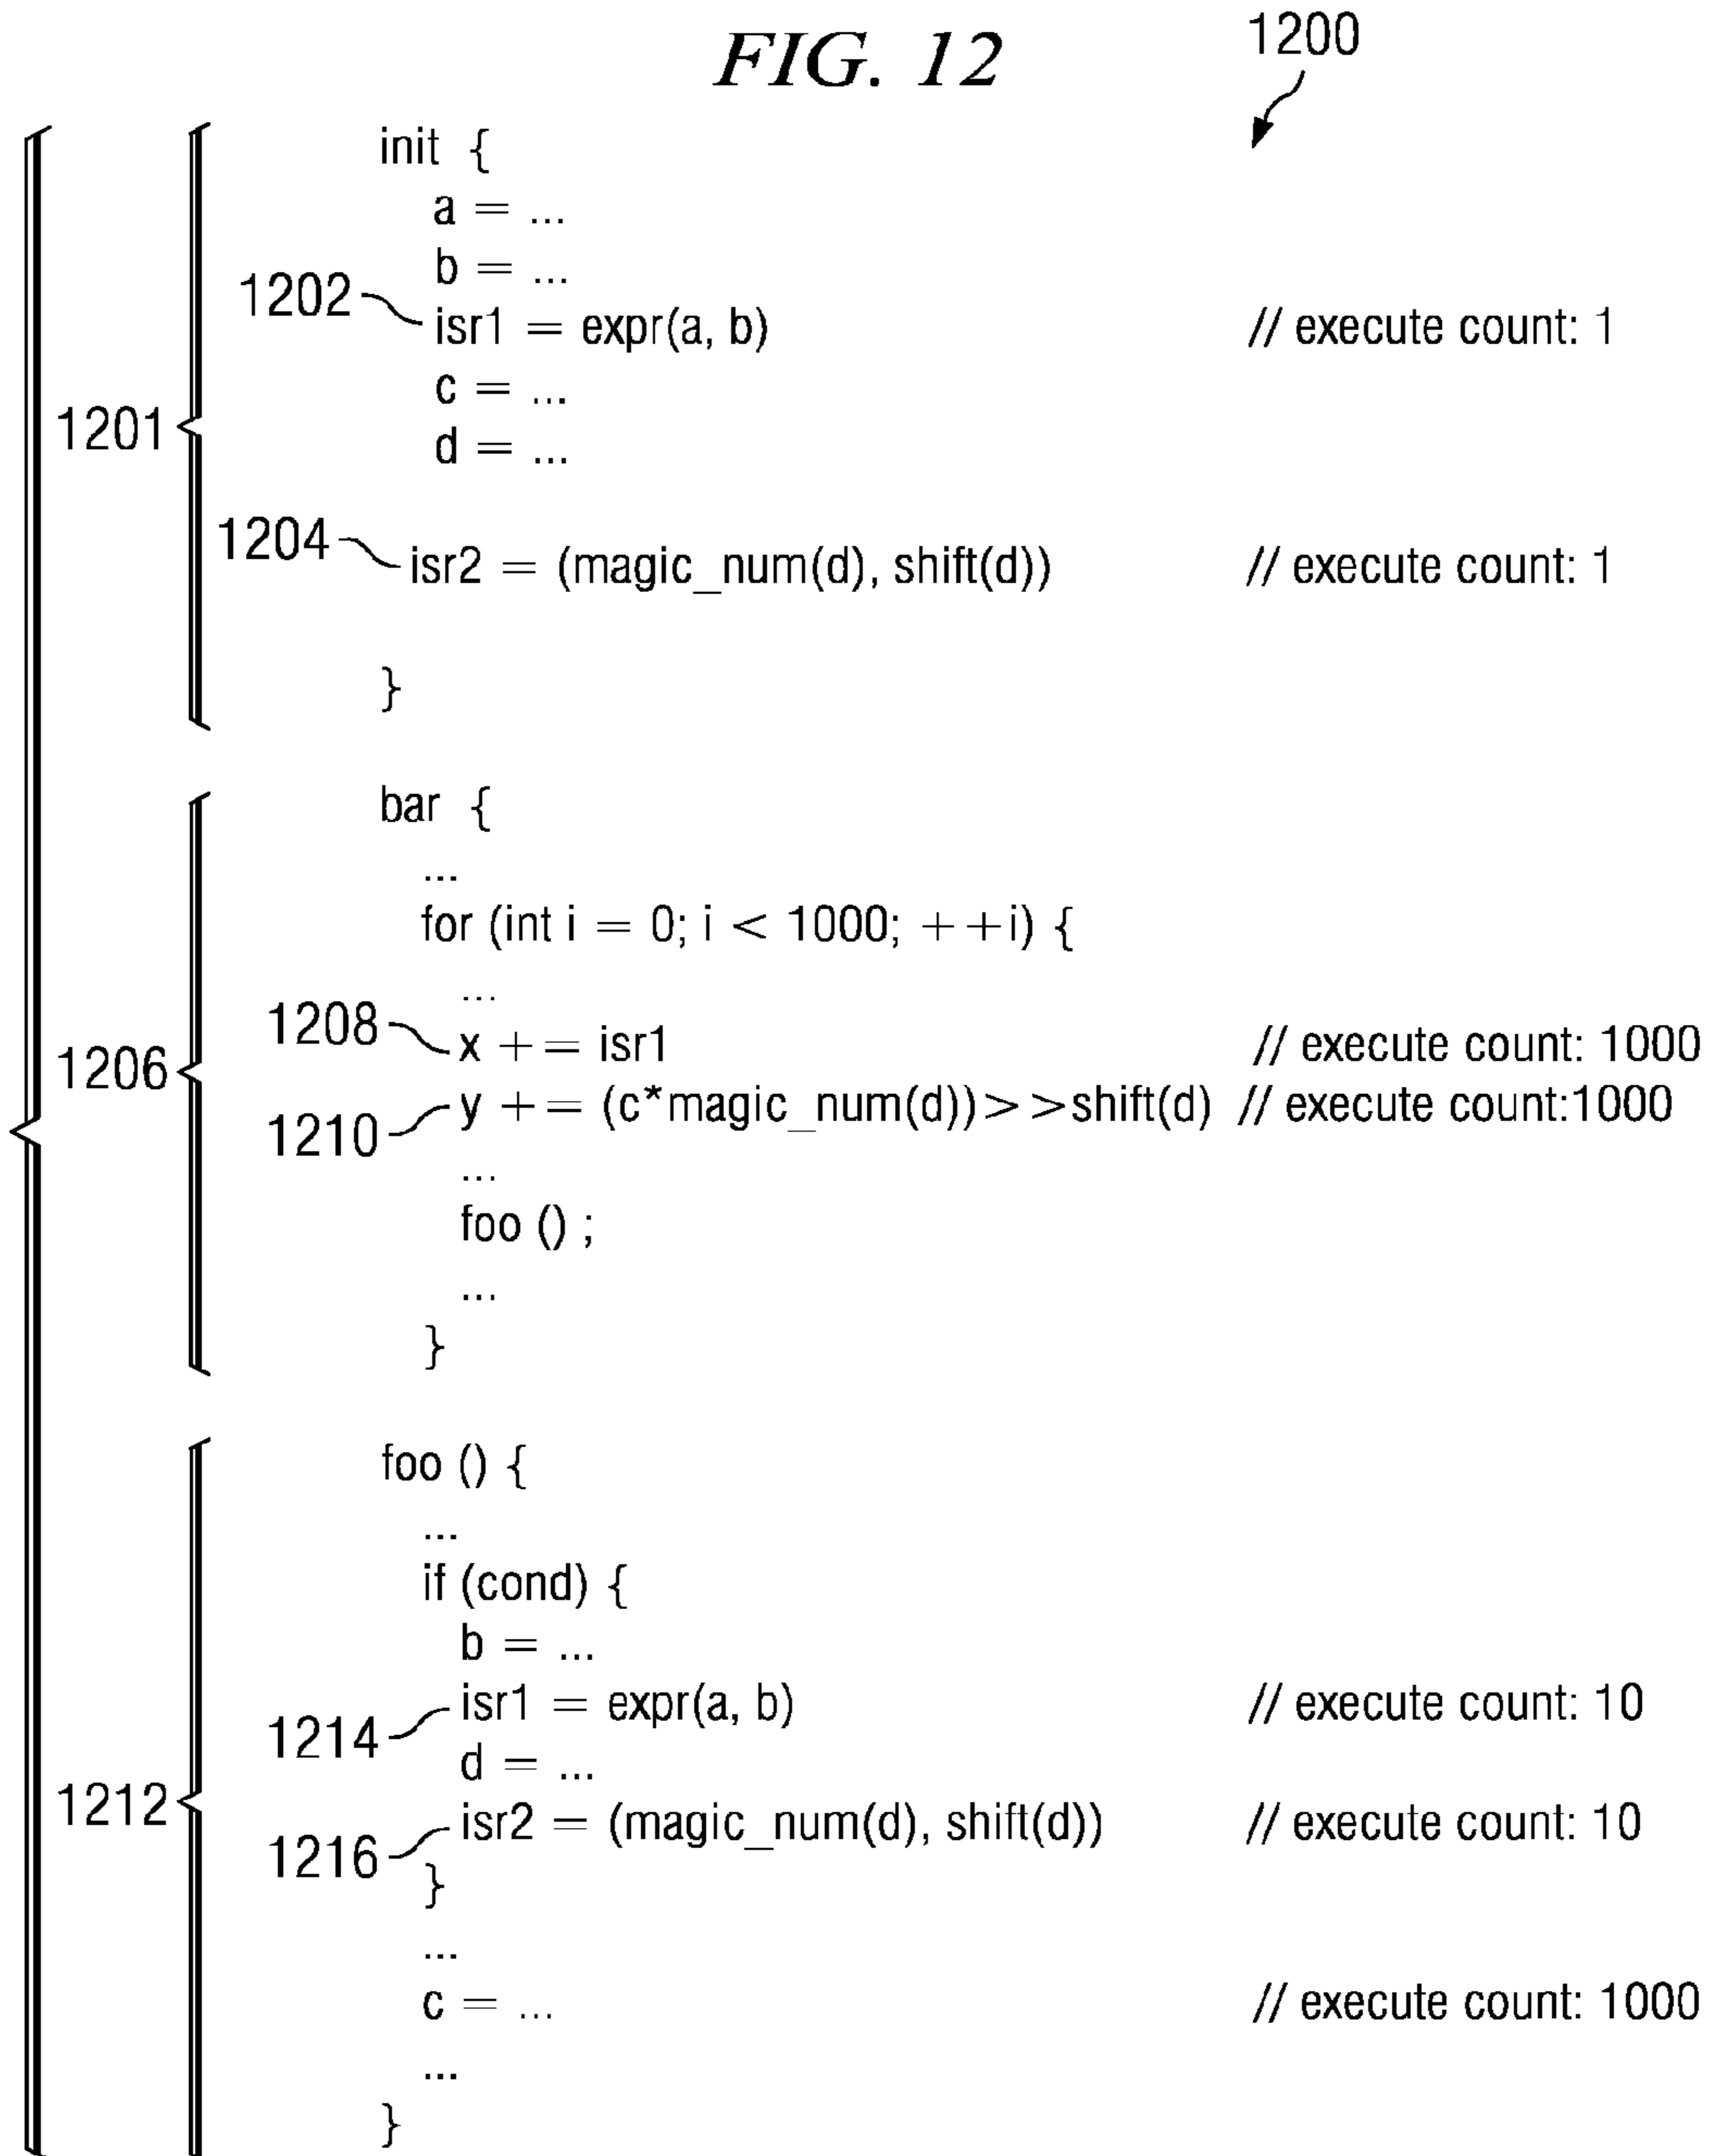 FIG. 12
1200
init {
a = ...
b = ...
1202
isr1 = expr(a, b) // execute count: 1
c = ...
1201
d = ...
1204
isr2 = (magic_num(d), shift(d)) // execute count: 1
}
bar {
...
for (int i = 0; i < 1000; ++i) {
...
1208
x += isr1 // execute count: 1000
1206
y += (c*magic_num(d))>>shift(d) // execute count:1000
1210
...
foo () ;
...
}
foo () {
...
if (cond) {
b = ...
isr1 = expr(a, b) // execute count: 10
1214
d = ...
1212
isr2 = (magic_num(d), shift(d)) // execute count: 10
1216
}
...
c = ... // execute count: 1000
...
}